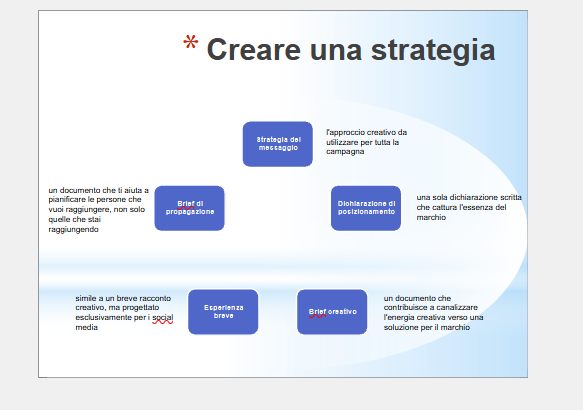 * Creare una strategia
Strategia del
messaggio
l'approccio creativo da
utilizzare per tutta la
campagna
un documento che ti aiuta a
pianificare le persone che
vuoi raggiungere, non solo
quelle che stai
raggiungendo
Brief di
propagazione
Dichiarazione di
posizionamento
una sola dichiarazione scritta
che cattura l'essenza del
marchio
simile a un breve racconto
creativo, ma progettato
esclusivamente per i social
media
Esperienza
breve
Brief creativo
un documento che
contribuisce a canalizzare
l'energia creativa verso una
soluzione per il marchio